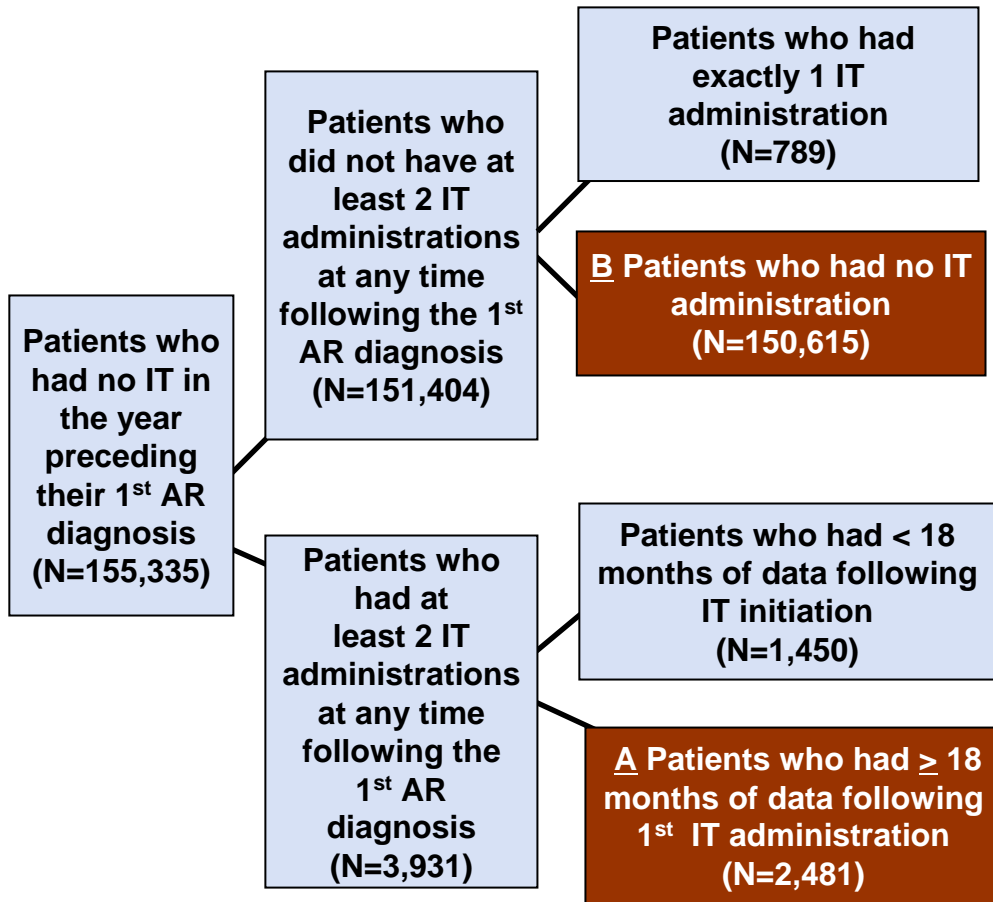 Patients who
had no IT in
the year
preceding
their 1st AR
diagnosis
(N=155,335)
Patients who
did not have at
least 2 IT
administrations
at any time
following the 1st
AR diagnosis
(N=151,404)
Patients who had
exactly 1 IT
administration
(N=789)
B Patients who had no IT
administration
(N=150,615)
Patients who
had at
least 2 IT
administrations
at any time
following the
1st AR
diagnosis
(N=3,931)
Patients who had < 18
months of data following
IT initiation
(N=1,450)
A Patients who had ≥ 18
months of data following
1st IT administration
(N=2,481)